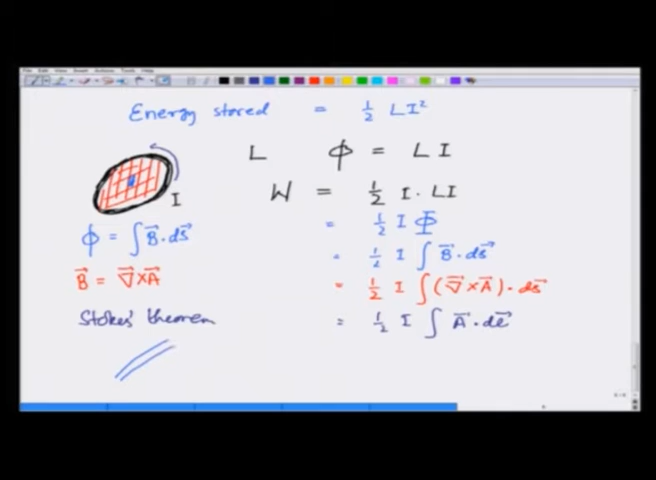 Energy stored = 1/2 LI²
L ϕ = LI
I W = 1/2 I · LI
ϕ = ∫B⃗·ds⃗ = 1/2 I Φ
= 1/2 I ∫B⃗·ds⃗
B⃗ = ∇⃗×A⃗ = 1/2 I ∫(∇⃗×A⃗)·ds⃗
Stokes' theorem = 1/2 I ∫A⃗·dl⃗